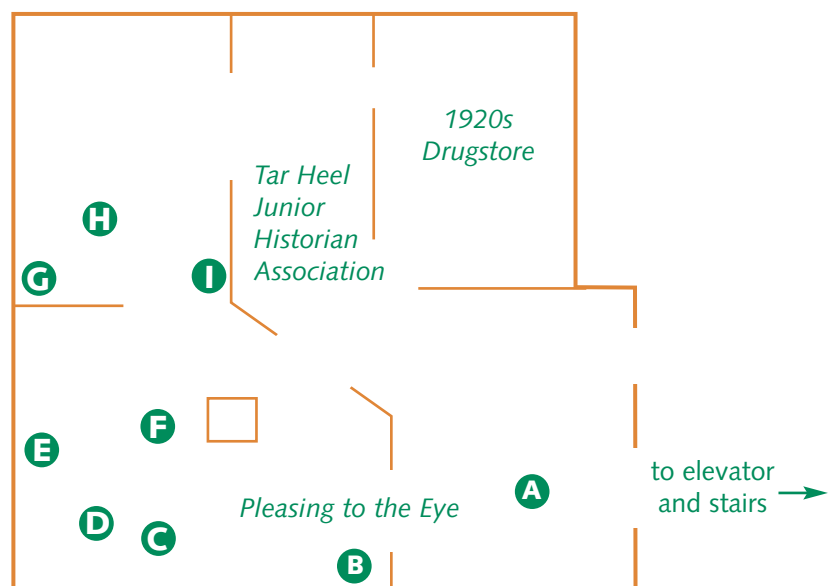 1920s
Drugstore
Tar Heel
Junior
Historian
Association
H
G
I
F
E
to elevator
and stairs
A
Pleasing to the Eye
D
C
B